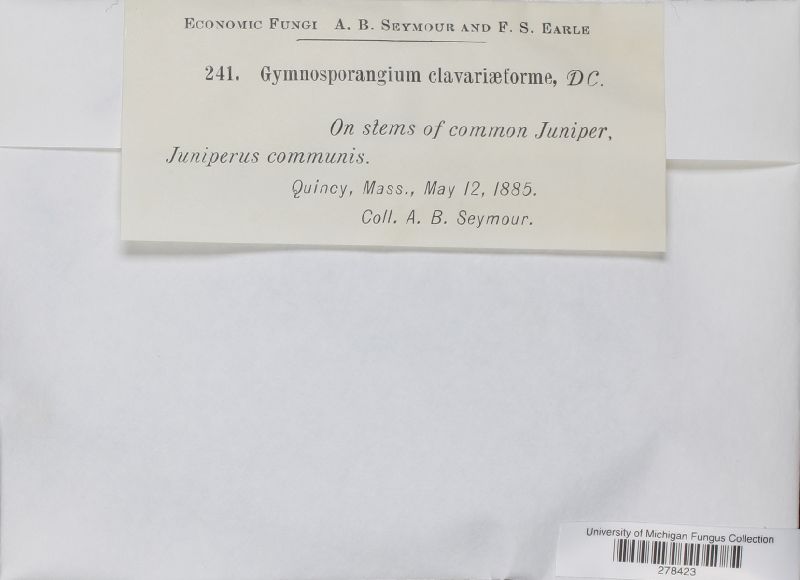 Economic Fungi A. B. Seymour and F. S. Earle
241. Gymnosporangium clavariæforme, DC.
On stems of common Juniper,
Juniperus communis.
Quincy, Mass., May 12, 1885.
Coll. A. B. Seymour.
University of Michigan Fungus Collection
278423